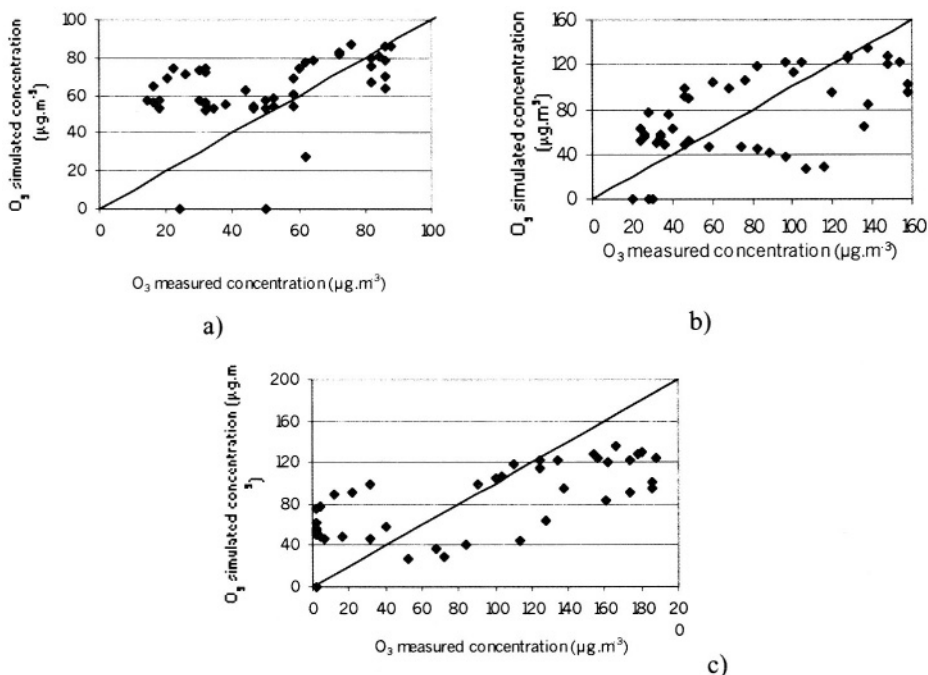 a)
O₃ simulated concentration
(µg.m⁻³)
100
80
60
40
20
0
0 20 40 60 80 100
O₃ measured concentration (µg.m⁻³)
b)
O₃ simulated concentration
(µg.m³)
160
120
80
40
0
0 20 40 60 80 100 120 140 160
O₃ measured concentration (µg.m⁻³)
a)
b)
O₃ simulated concentration (µg.m
³)
200
160
120
80
40
0
0 20 40 60 80 100 120 140 160 180 20
0
O₃ measured concentration (µg.m⁻³)
c)